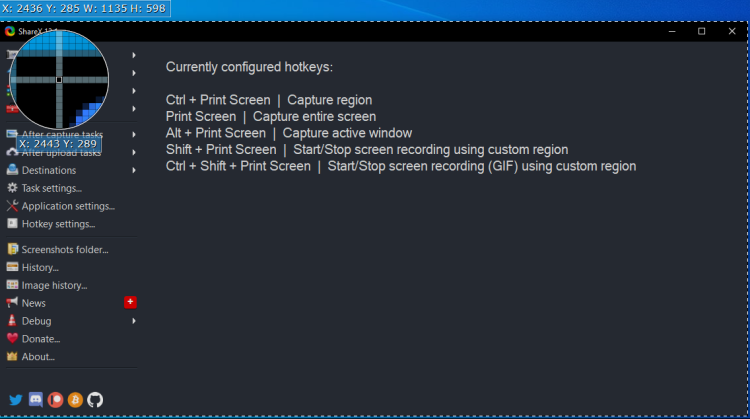 X: 2436 Y: 285 W: 1135 H: 598
ShareX
Currently configured hotkeys:
Ctrl + Print Screen | Capture region
Print Screen | Capture entire screen
Alt + Print Screen | Capture active window
Shift + Print Screen | Start/Stop screen recording using custom region
Ctrl + Shift + Print Screen | Start/Stop screen recording (GIF) using custom region
After capture tasks
X: 2443 Y: 289
After upload tasks
Destinations
Task settings...
Application settings...
Hotkey settings...
Screenshots folder...
History...
Image history...
News
+
Debug
Donate...
About...